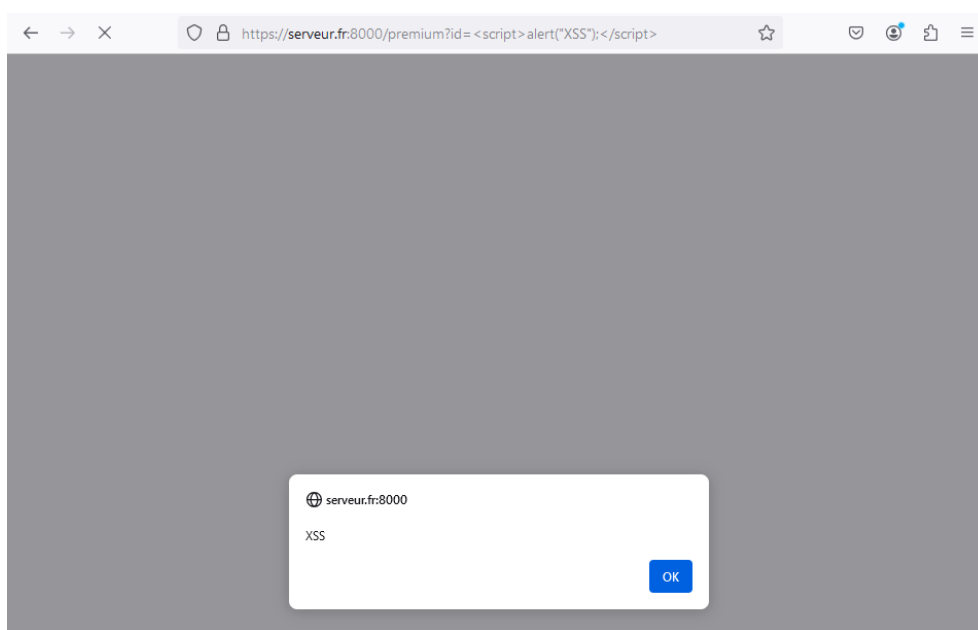 https://serveur.fr:8000/premium?id=<script>alert("XSS");</script>
serveur.fr:8000
XSS
OK